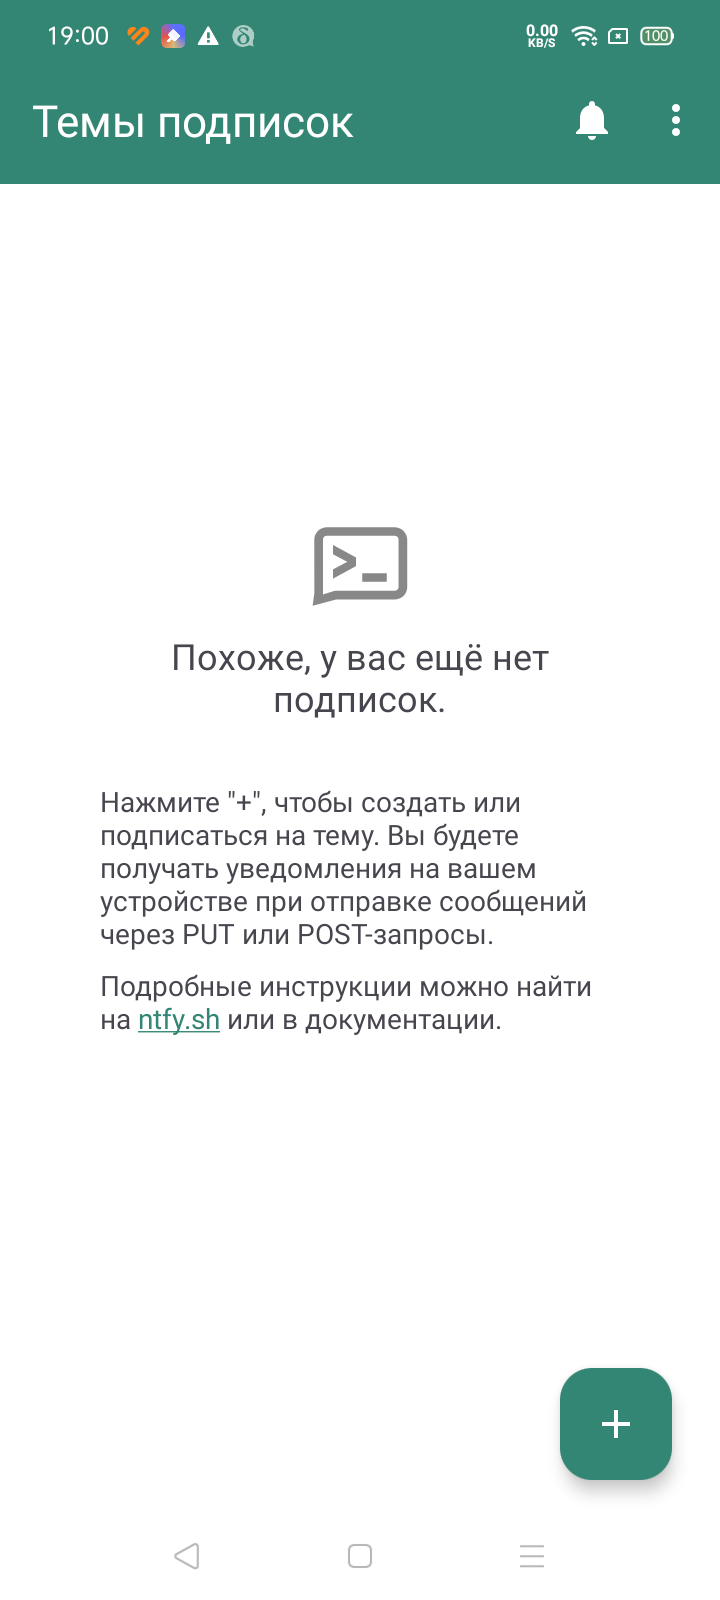 19:00
0.00
KB/S
100
Темы подписок
Похоже, у вас ещё нет
подписок.
Нажмите "+", чтобы создать или
подписаться на тему. Вы будете
получать уведомления на вашем
устройстве при отправке сообщений
через PUT или POST-запросы.
Подробные инструкции можно найти
на ntfy.sh или в документации.